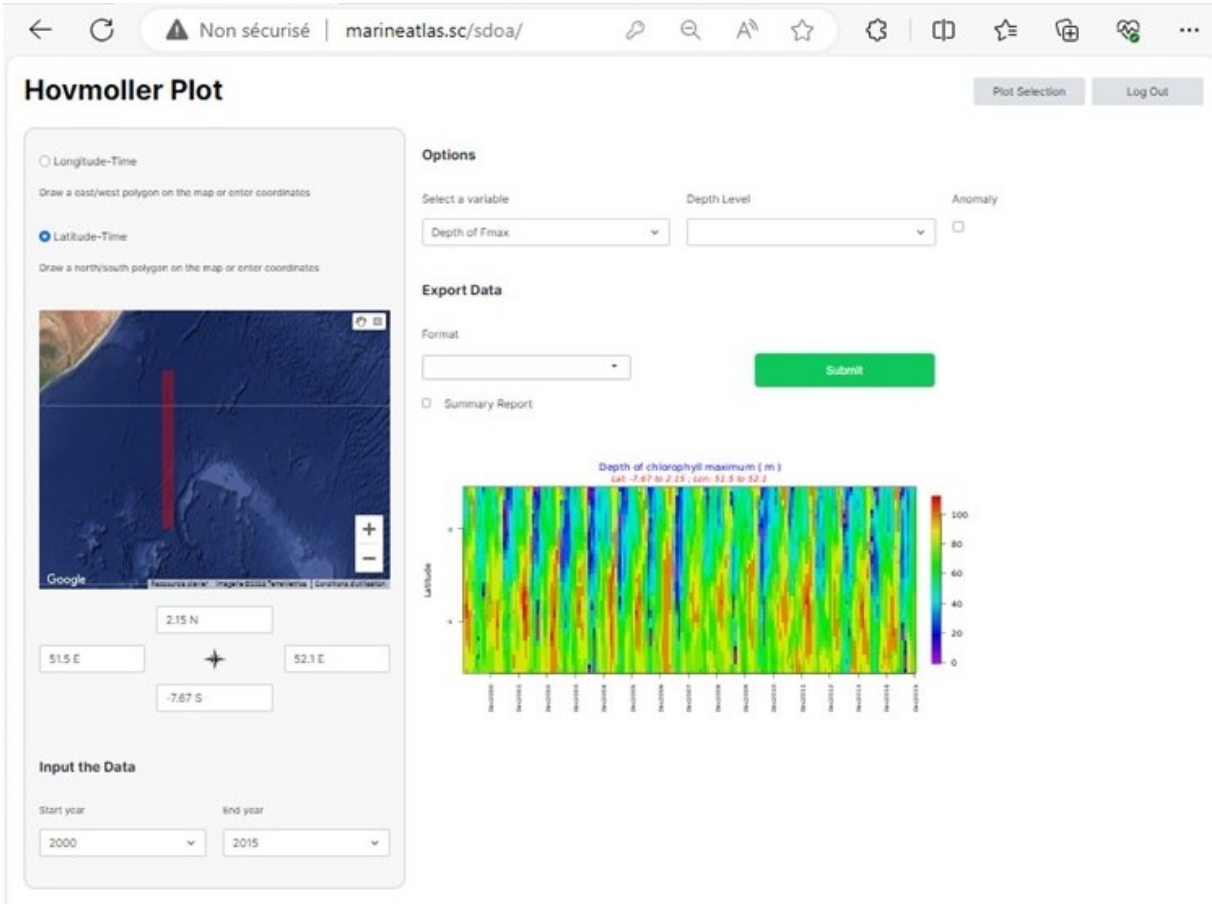 Non sécurisé | marineatlas.sc/sdoa/
Hovmoller Plot
Plot Selection
Log Out
Longitude-Time
Draw a east/west polygon on the map or enter coordinates
Latitude-Time
Draw a north/south polygon on the map or enter coordinates
Google
2.15 N
51.5 E
52.1 E
-7.67 S
Input the Data
Start year
End year
2000
2015
Options
Select a variable
Depth Level
Anomaly
Depth of Fmax
Export Data
Format
Submit
Summary Report
Depth of chlorophyll maximum ( m )
Lat: -7.67 to 2.15 ; Lon: 51.5 to 52.1
Latitude
0
-5
100
80
60
40
20
0